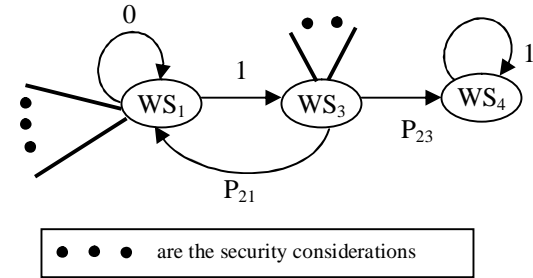 0
1
1
WS1
WS3
WS4
P23
P21
are the security considerations